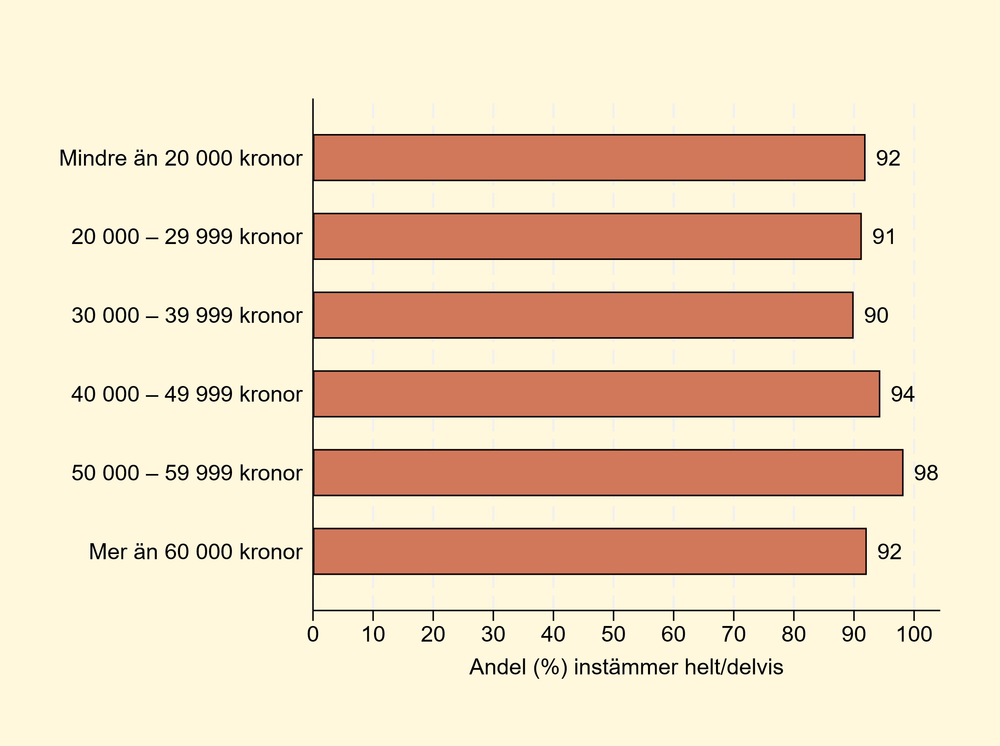 Mindre än 20 000 kronor 92
20 000 – 29 999 kronor 91
30 000 – 39 999 kronor 90
40 000 – 49 999 kronor 94
50 000 – 59 999 kronor 98
Mer än 60 000 kronor 92
0 10 20 30 40 50 60 70 80 90 100
Andel (%) instämmer helt/delvis